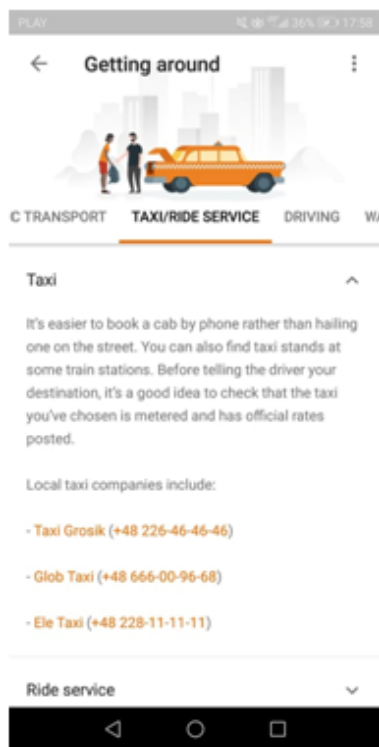 PLAY 36% 17:58
Getting around
C TRANSPORT TAXI/RIDE SERVICE DRIVING WA
Taxi
It's easier to book a cab by phone rather than hailing
one on the street. You can also find taxi stands at
some train stations. Before telling the driver your
destination, it's a good idea to check that the taxi
you've chosen is metered and has official rates
posted.
Local taxi companies include:
- Taxi Grosik (+48 226-46-46-46)
- Glob Taxi (+48 666-00-96-68)
- Ele Taxi (+48 228-11-11-11)
Ride service